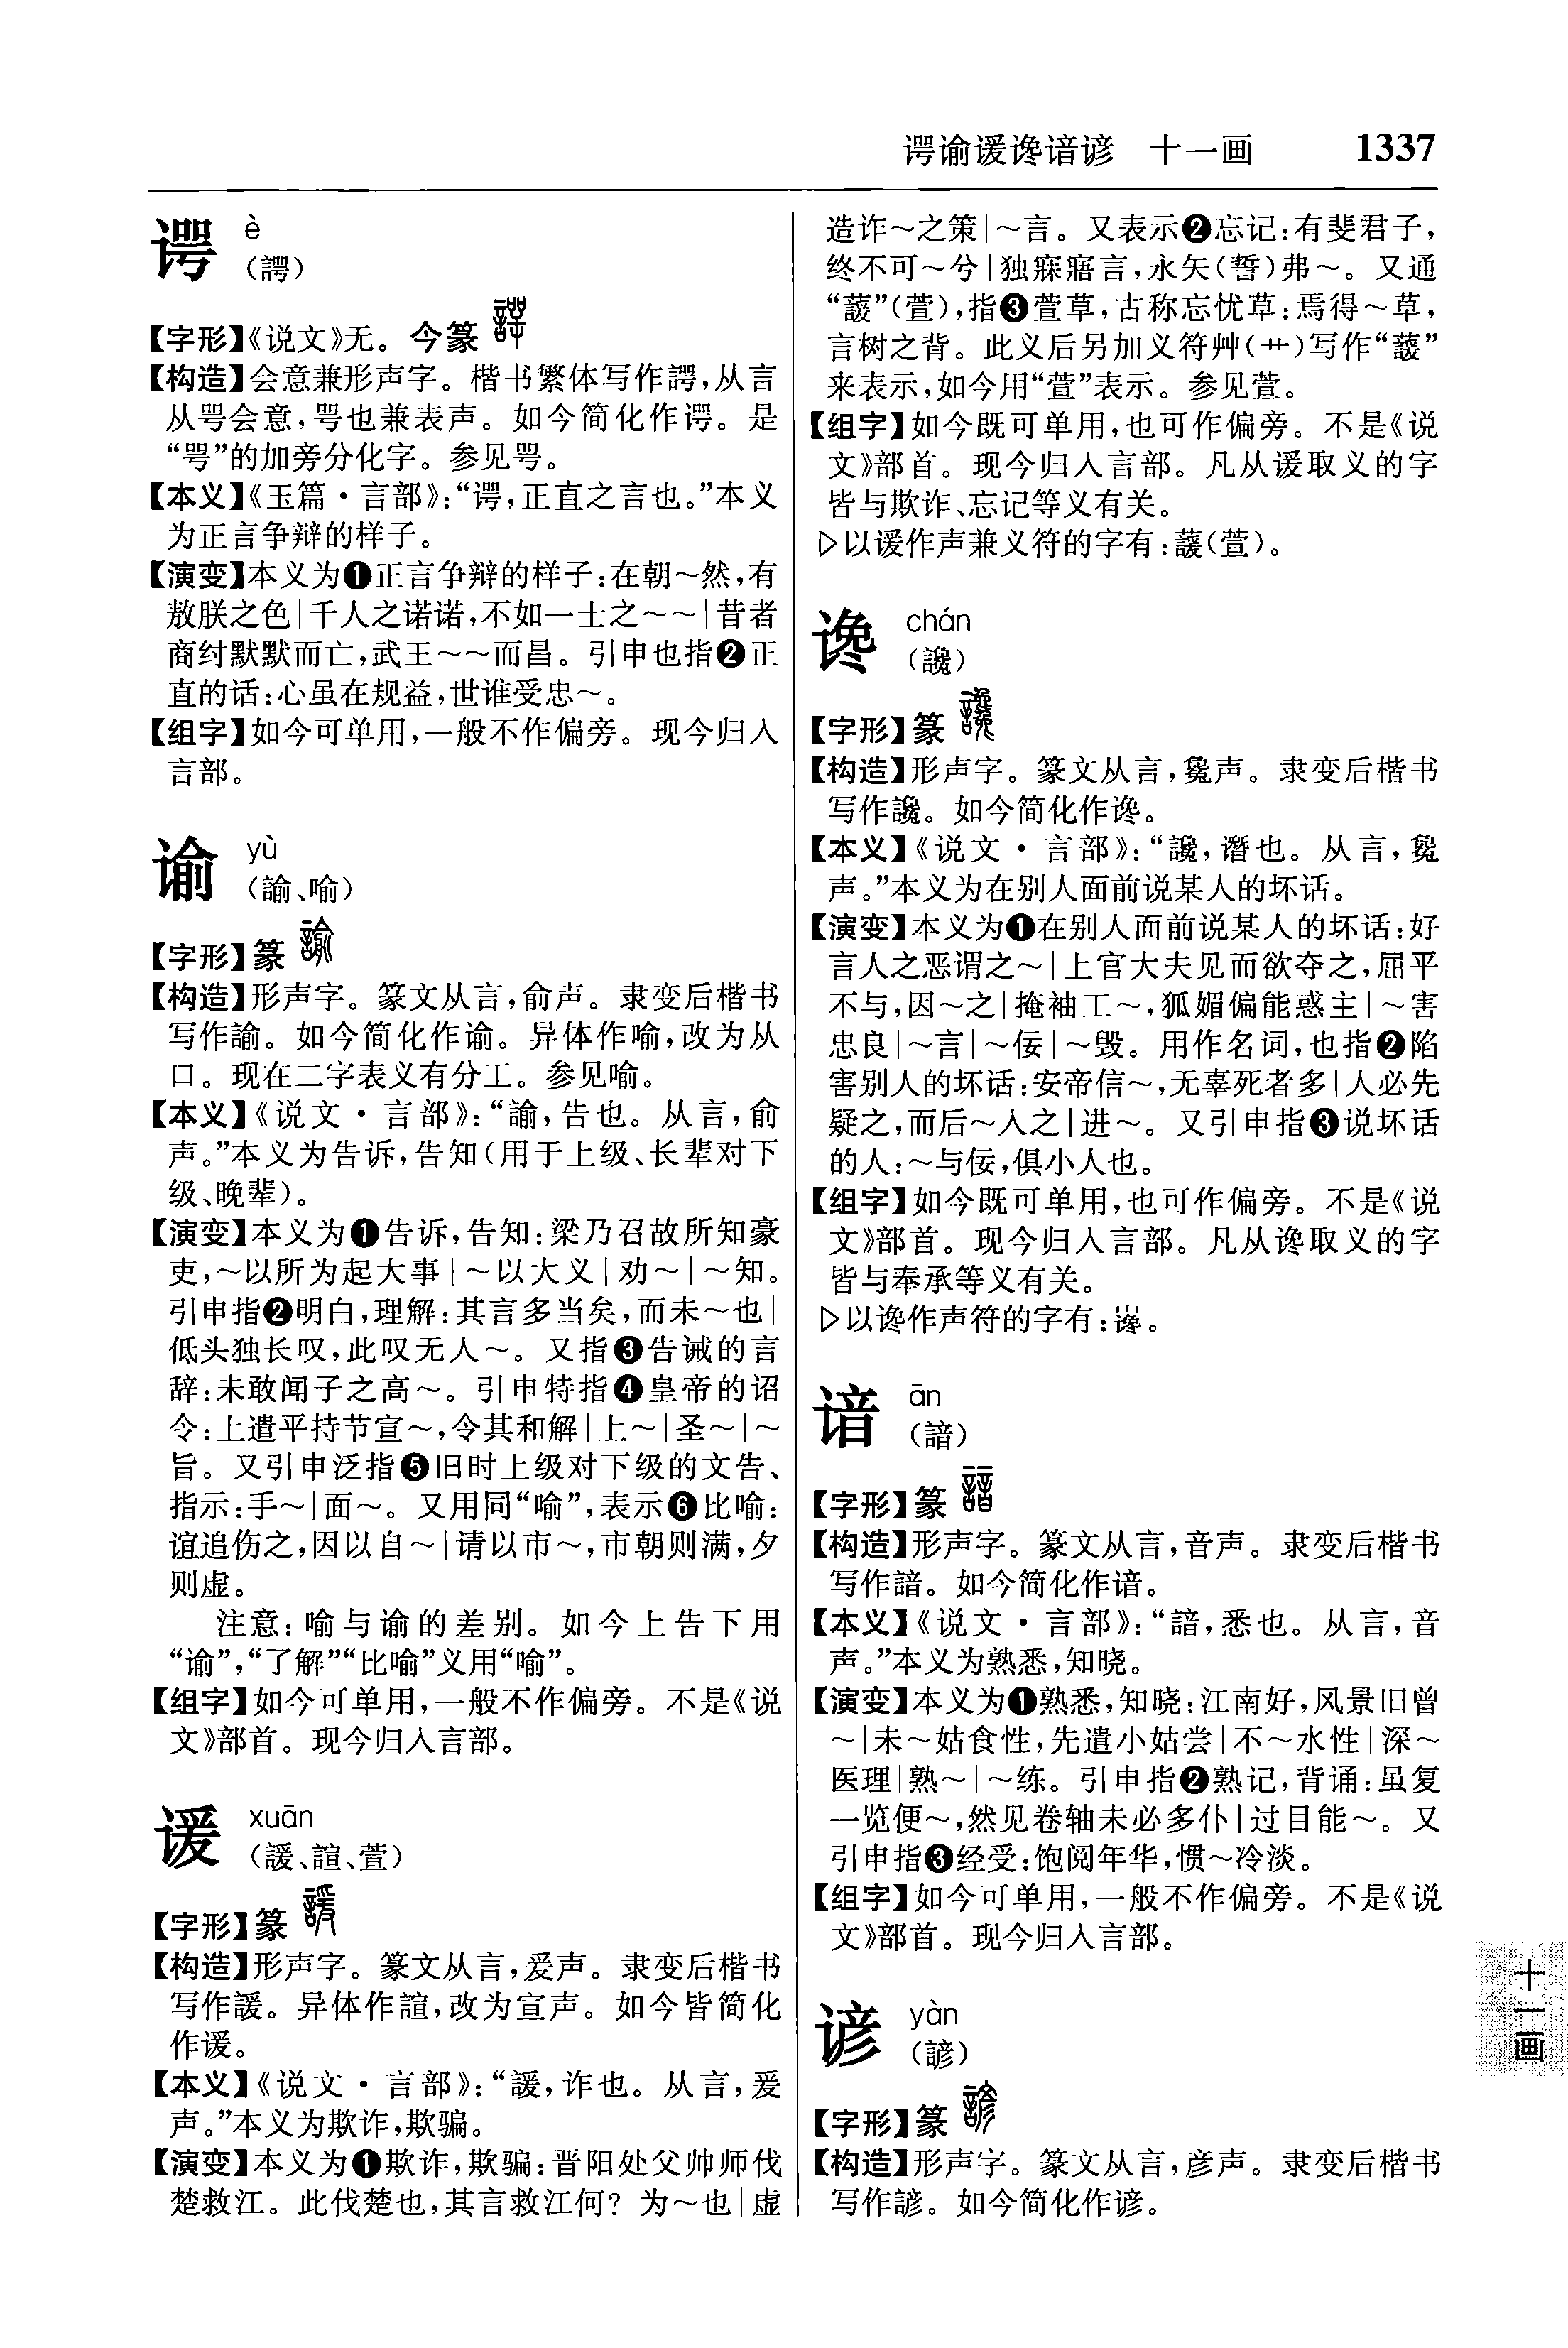 谔谕谖谗谙谚　十一画　1337
谔 è
（諤）
【字形】《说文》无。今篆
【构造】会意兼形声字。楷书繁体写作諤，从言
从咢会意，咢也兼表声。如今简化作谔。是
“咢”的加旁分化字。参见咢。
【本义】《玉篇·言部》：“谔，正直之言也。”本义
为正言争辩的样子。
【演变】本义为❶正言争辩的样子：在朝～然，有
敖朕之色|千人之诺诺，不如一士之～～|昔者
商纣默默而亡，武王～～而昌。引申也指❷正
直的话：心虽在规益，世谁受忠～。
【组字】如今可单用，一般不作偏旁。现今归入
言部。
谕 yù
（諭、喻）
【字形】篆
【构造】形声字。篆文从言，俞声。隶变后楷书
写作諭。如今简化作谕。异体作喻，改为从
口。现在二字表义有分工。参见喻。
【本义】《说文·言部》：“諭，告也。从言，俞
声。”本义为告诉，告知（用于上级、长辈对下
级、晚辈）。
【演变】本义为❶告诉，告知：梁乃召故所知豪
吏，～以所为起大事|～以大义|劝～|～知。
引申指❷明白，理解：其言多当矣，而未～也|
低头独长叹，此叹无人～。又指❸告诫的言
辞：未敢闻子之高～。引申特指❹皇帝的诏
令：上遣平持节宣～，令其和解|上～|圣～|～
旨。又引申泛指❺旧时上级对下级的文告、
指示：手～|面～。又用同“喻”，表示❻比喻：
谊追伤之，因以自～|请以市～，市朝则满，夕
则虚。
注意：喻与谕的差别。如今上告下用
“谕”，“了解”“比喻”义用“喻”。
【组字】如今可单用，一般不作偏旁。不是《说
文》部首。现今归入言部。
谖 xuān
（諼、諠、萱）
【字形】篆
【构造】形声字。篆文从言，爰声。隶变后楷书
写作諼。异体作諠，改为宣声。如今皆简化
作谖。
【本义】《说文·言部》：“諼，诈也。从言，爰
声。”本义为欺诈，欺骗。
【演变】本义为❶欺诈，欺骗：晋阳处父帅师伐
楚救江。此伐楚也，其言救江何？为～也|虚
造诈～之策|～言。又表示❷忘记：有斐君子，
终不可～兮|独寐寤言，永矢（誓）弗～。又通
“蘐”（萱），指❸萱草，古称忘忧草：焉得～草，
言树之背。此义后另加义符艸（艹）写作“蘐”
来表示，如今用“萱”表示。参见萱。
【组字】如今既可单用，也可作偏旁。不是《说
文》部首。现今归入言部。凡从谖取义的字
皆与欺诈、忘记等义有关。
▷以谖作声兼义符的字有：蘐（萱）。
谗 chán
（讒）
【字形】篆
【构造】形声字。篆文从言，毚声。隶变后楷书
写作讒。如今简化作谗。
【本义】《说文·言部》：“讒，谮也。从言，毚
声。”本义为在别人面前说某人的坏话。
【演变】本义为❶在别人面前说某人的坏话：好
言人之恶谓之～|上官大夫见而欲夺之，屈平
不与，因～之|掩袖工～，狐媚偏能惑主|～害
忠良|～言|～佞|～毁。用作名词，也指❷陷
害别人的坏话：安帝信～，无辜死者多|人必先
疑之，而后～入之|进～。又引申指❸说坏话
的人：～与佞，俱小人也。
【组字】如今既可单用，也可作偏旁。不是《说
文》部首。现今归入言部。凡从谗取义的字
皆与奉承等义有关。
▷以谗作声符的字有：
谙 ān
（諳）
【字形】篆
【构造】形声字。篆文从言，音声。隶变后楷书
写作諳。如今简化作谙。
【本义】《说文·言部》：“諳，悉也。从言，音
声。”本义为熟悉，知晓。
【演变】本义为❶熟悉，知晓：江南好，风景旧曾
～|未～姑食性，先遣小姑尝|不～水性|深～
医理|熟～|～练。引申指❷熟记，背诵：虽复
一览便～，然见卷轴未必多仆|过目能～。又
引申指❸经受：饱阅年华，惯～冷淡。
【组字】如今可单用，一般不作偏旁。不是《说
文》部首。现今归入言部。
谚 yàn
（諺）
【字形】篆
【构造】形声字。篆文从言，彦声。隶变后楷书
写作諺。如今简化作谚。
十一画